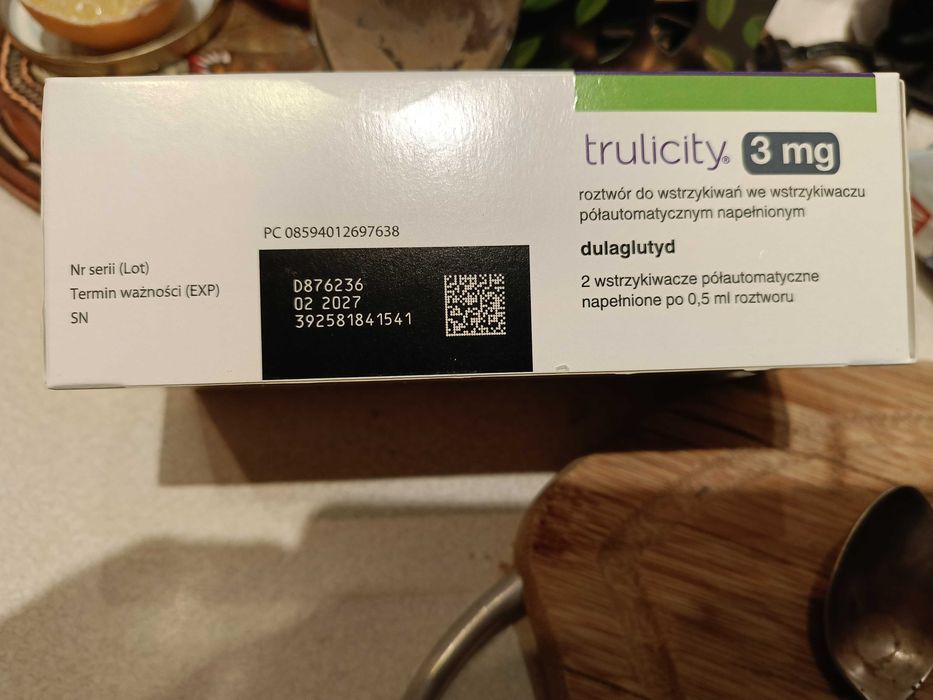 PC 08594012697638
Nr serii (Lot)
Termin ważności (EXP)
SN
D876236
02 2027
392581841541
trulicity® 3 mg
roztwór do wstrzykiwań we wstrzykiwaczu
półautomatycznym napełnionym
dulaglutyd
2 wstrzykiwacze półautomatyczne
napełnione po 0,5 ml roztworu